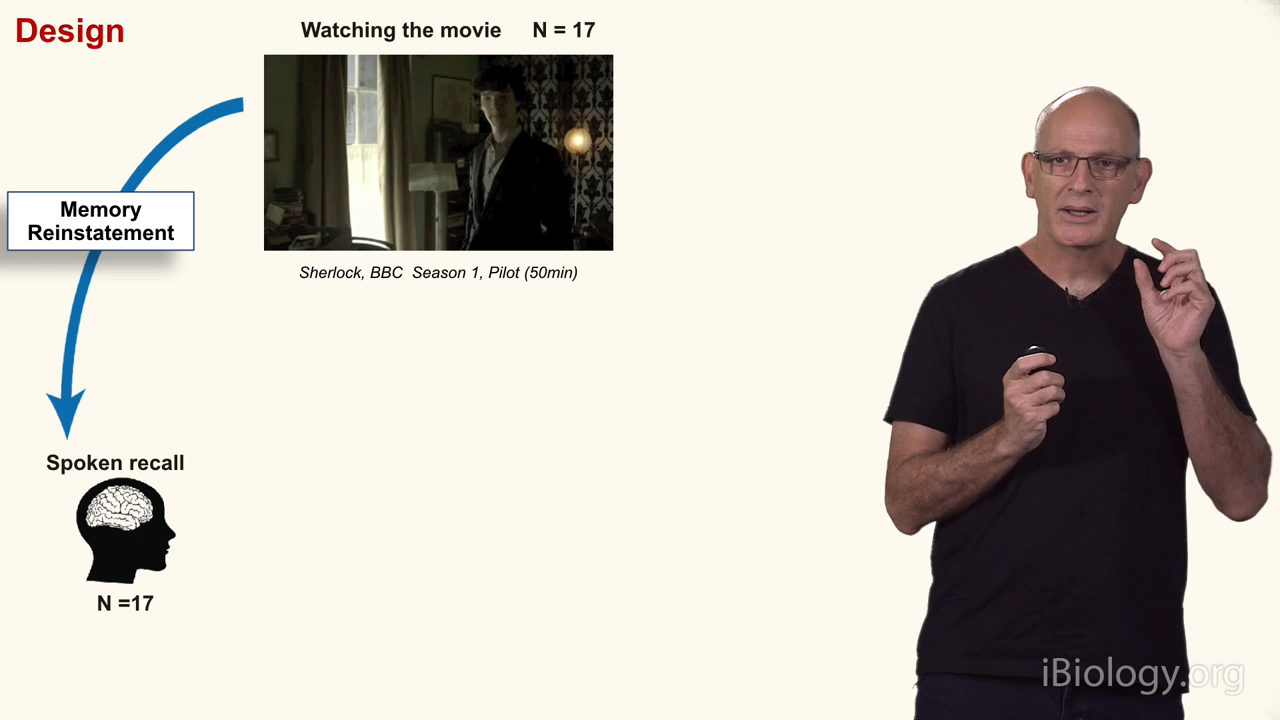 Design
Watching the movie N = 17
Memory
Reinstatement
Sherlock, BBC Season 1, Pilot (50min)
Spoken recall
N =17
iBiology.org